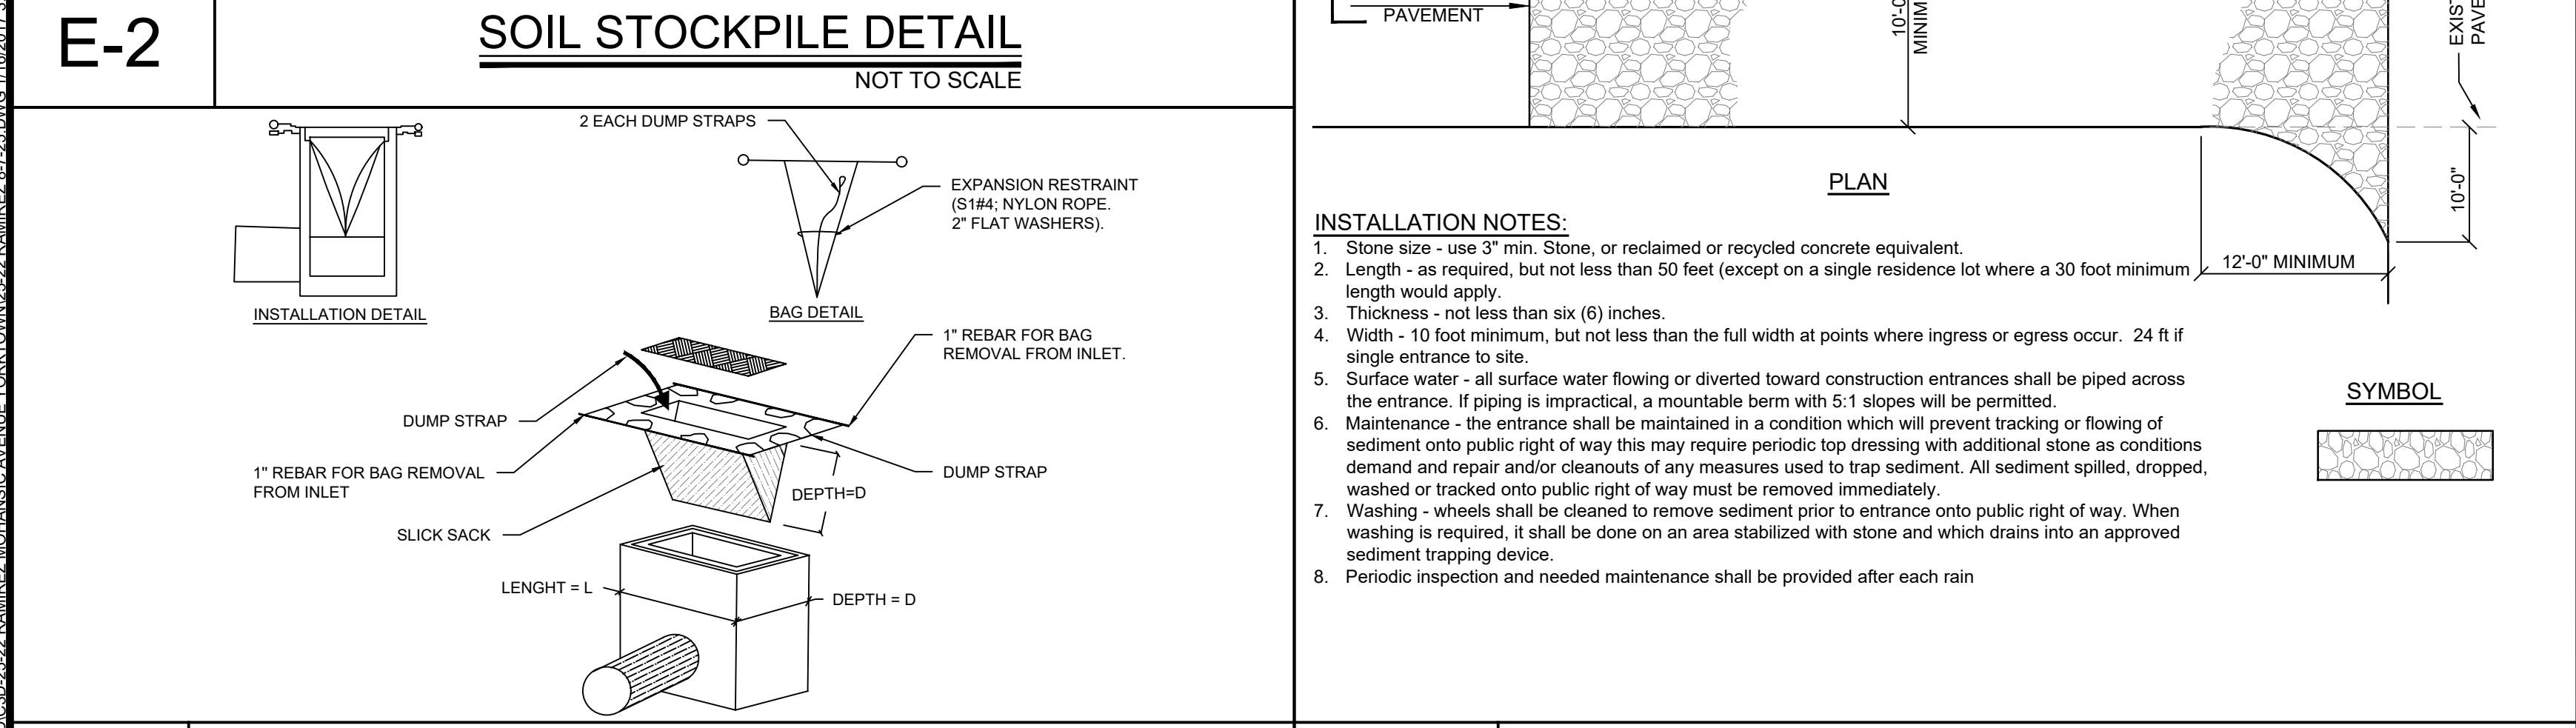 E-2
SOIL STOCKPILE DETAIL
NOT TO SCALE
2 EACH DUMP STRAPS
EXPANSION RESTRAINT
(S1#4; NYLON ROPE.
2" FLAT WASHERS).
INSTALLATION DETAIL
BAG DETAIL
1" REBAR FOR BAG
REMOVAL FROM INLET.
DUMP STRAP
1" REBAR FOR BAG REMOVAL
FROM INLET
DUMP STRAP
DEPTH=D
SLICK SACK
LENGHT = L
DEPTH = D
PAVEMENT
PLAN
10'-0"
12'-0" MINIMUM
INSTALLATION NOTES:
1. Stone size - use 3" min. Stone, or reclaimed or recycled concrete equivalent.
2. Length - as required, but not less than 50 feet (except on a single residence lot where a 30 foot minimum
length would apply.
3. Thickness - not less than six (6) inches.
4. Width - 10 foot minimum, but not less than the full width at points where ingress or egress occur. 24 ft if
single entrance to site.
5. Surface water - all surface water flowing or diverted toward construction entrances shall be piped across
the entrance. If piping is impractical, a mountable berm with 5:1 slopes will be permitted.
6. Maintenance - the entrance shall be maintained in a condition which will prevent tracking or flowing of
sediment onto public right of way this may require periodic top dressing with additional stone as conditions
demand and repair and/or cleanouts of any measures used to trap sediment. All sediment spilled, dropped,
washed or tracked onto public right of way must be removed immediately.
7. Washing - wheels shall be cleaned to remove sediment prior to entrance onto public right of way. When
washing is required, it shall be done on an area stabilized with stone and which drains into an approved
sediment trapping device.
8. Periodic inspection and needed maintenance shall be provided after each rain
SYMBOL